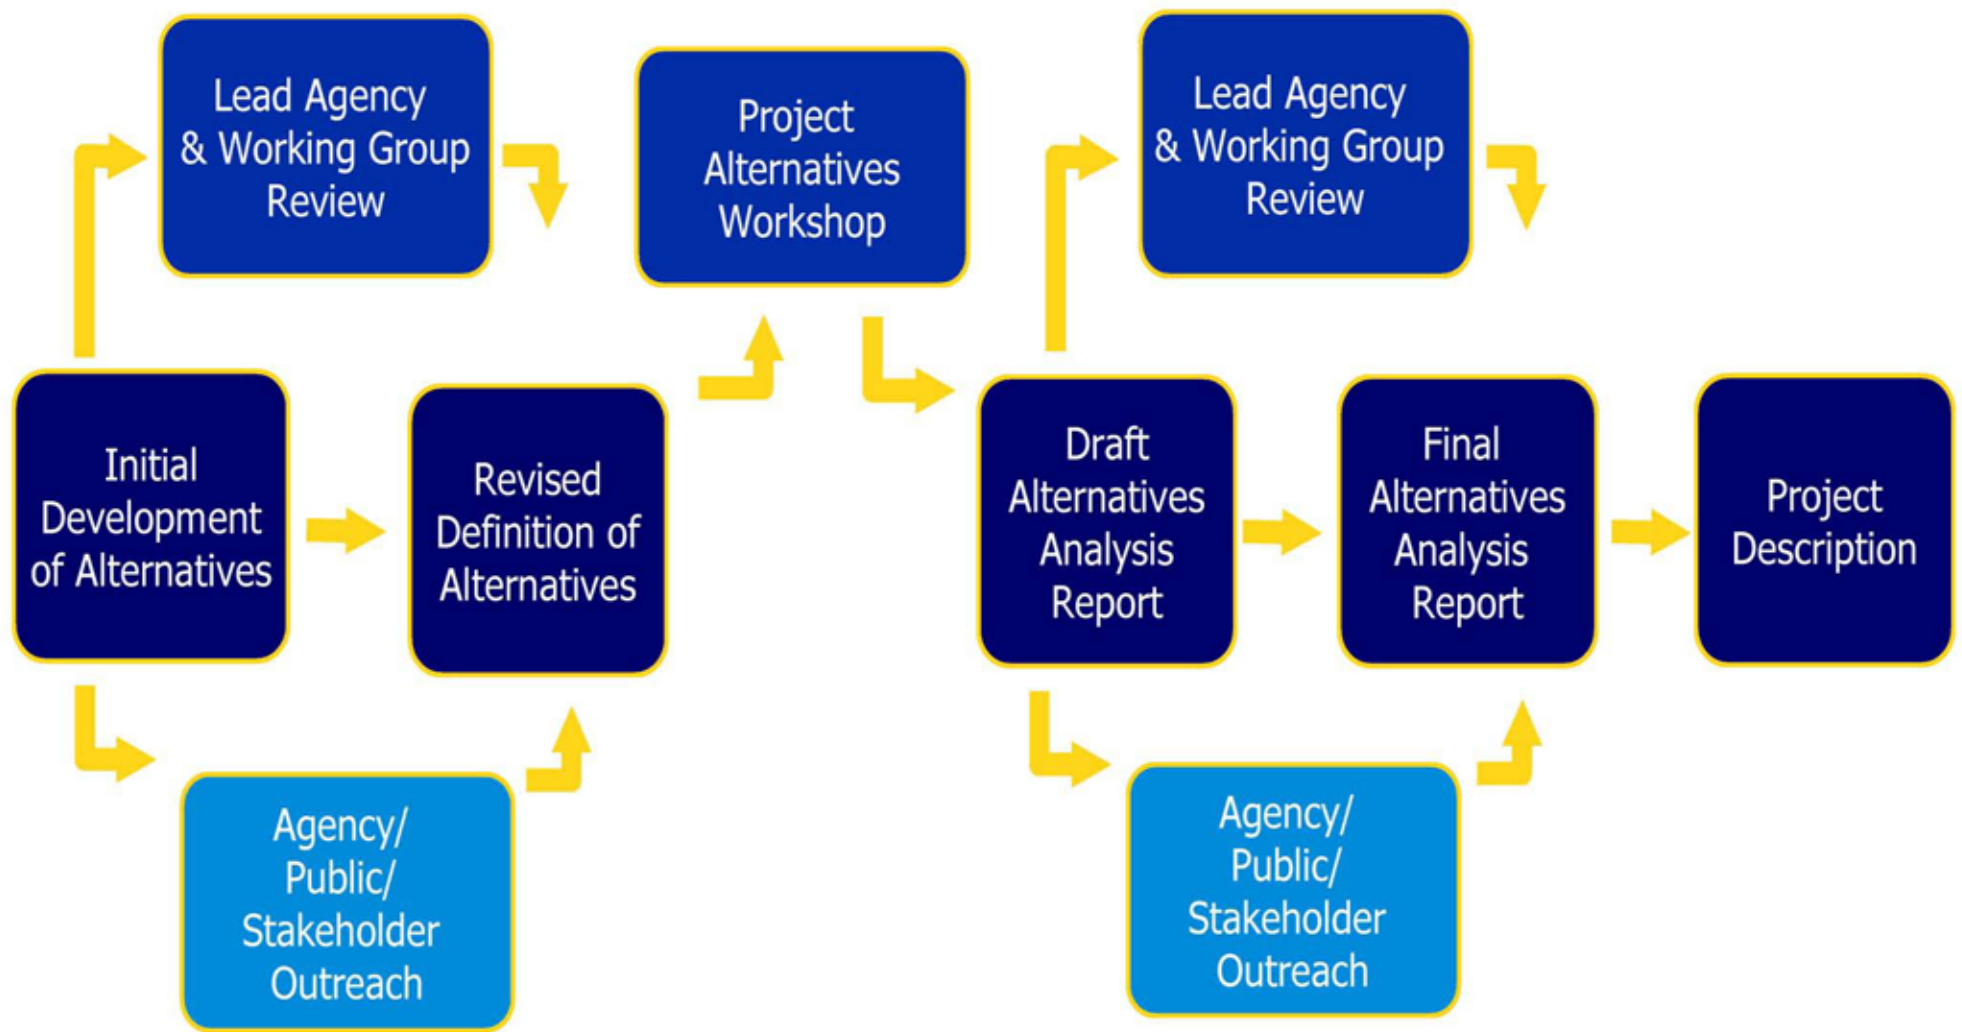 Lead Agency
& Working Group
Review
Project
Alternatives
Workshop
Lead Agency
& Working Group
Review
Initial
Development
of Alternatives
Revised
Definition of
Alternatives
Draft
Alternatives
Analysis
Report
Final
Alternatives
Analysis
Report
Project
Description
Agency/
Public/
Stakeholder
Outreach
Agency/
Public/
Stakeholder
Outreach